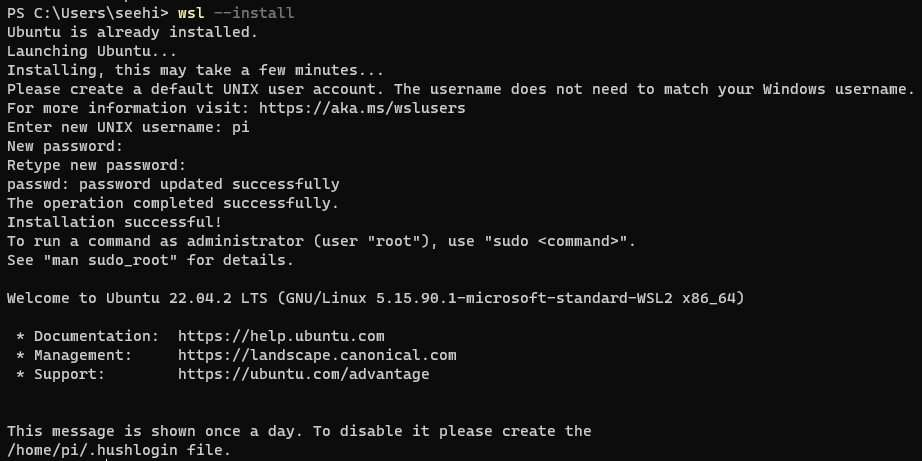 PS C:\Users\seehi> wsl --install
Ubuntu is already installed.
Launching Ubuntu...
Installing, this may take a few minutes...
Please create a default UNIX user account. The username does not need to match your Windows username.
For more information visit: https://aka.ms/wslusers
Enter new UNIX username: pi
New password:
Retype new password:
passwd: password updated successfully
The operation completed successfully.
Installation successful!
To run a command as administrator (user "root"), use "sudo <command>".
See "man sudo_root" for details.

Welcome to Ubuntu 22.04.2 LTS (GNU/Linux 5.15.90.1-microsoft-standard-WSL2 x86_64)

 * Documentation:  https://help.ubuntu.com
 * Management:     https://landscape.canonical.com
 * Support:        https://ubuntu.com/advantage


This message is shown once a day. To disable it please create the
/home/pi/.hushlogin file.